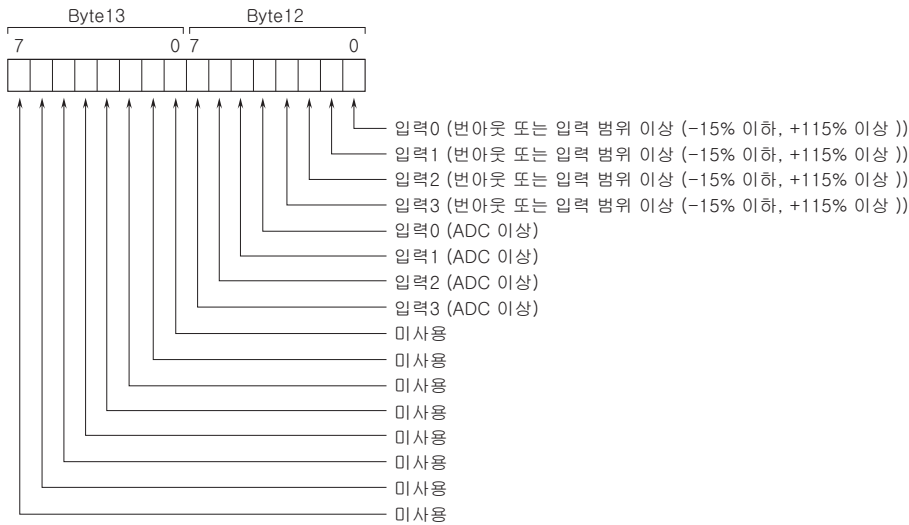 Byte13 Byte12
7 0 7 0
입력0 (번아웃 또는 입력 범위 이상 (-15% 이하, +115% 이상 ))
입력1 (번아웃 또는 입력 범위 이상 (-15% 이하, +115% 이상 ))
입력2 (번아웃 또는 입력 범위 이상 (-15% 이하, +115% 이상 ))
입력3 (번아웃 또는 입력 범위 이상 (-15% 이하, +115% 이상 ))
입력0 (ADC 이상)
입력1 (ADC 이상)
입력2 (ADC 이상)
입력3 (ADC 이상)
미사용
미사용
미사용
미사용
미사용
미사용
미사용
미사용